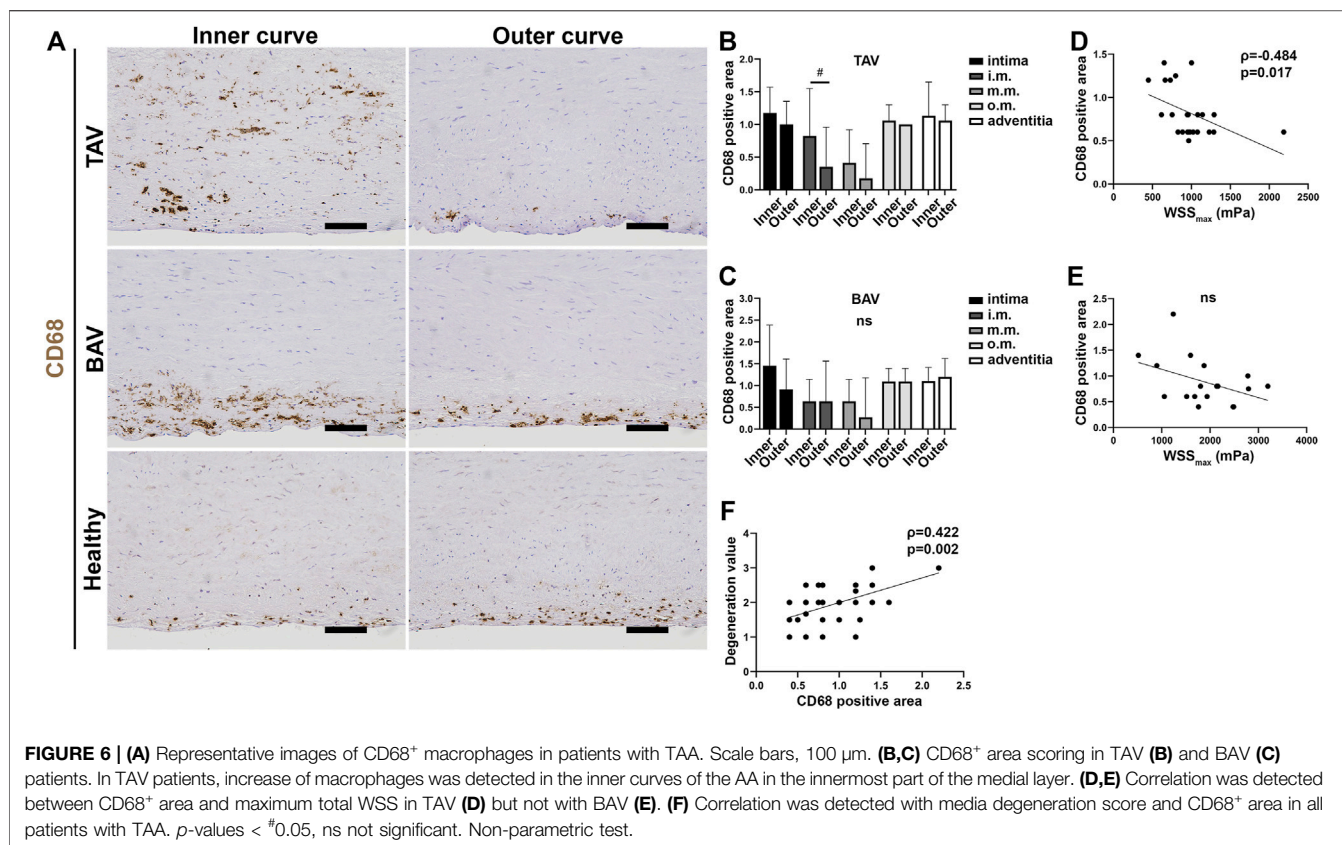 A
Inner curve
Outer curve
CD68
TAV
BAV
Healthy
B
TAV
#
CD68 positive area
2.0
1.5
1.0
0.5
0.0
Inner
Outer
Inner
Outer
Inner
Outer
Inner
Outer
Inner
Outer
intima
i.m.
m.m.
o.m.
adventitia
C
BAV
ns
CD68 positive area
3.0
2.5
2.0
1.5
1.0
0.5
0.0
Inner
Outer
Inner
Outer
Inner
Outer
Inner
Outer
Inner
Outer
intima
i.m.
m.m.
o.m.
adventitia
D
ρ=-0.484
p=0.017
CD68 positive area
1.5
1.0
0.5
0.0
0
500
1000
1500
2000
2500
WSSmax (mPa)
E
ns
CD68 positive area
2.5
2.0
1.5
1.0
0.5
0.0
0
1000
2000
3000
4000
WSSmax (mPa)
F
ρ=0.422
p=0.002
Degeneration value
4
3
2
1
0
0.0
0.5
1.0
1.5
2.0
2.5
CD68 positive area
FIGURE 6 | (A) Representative images of CD68+ macrophages in patients with TAA. Scale bars, 100 μm. (B,C) CD68+ area scoring in TAV (B) and BAV (C)
patients. In TAV patients, increase of macrophages was detected in the inner curves of the AA in the innermost part of the medial layer. (D,E) Correlation was detected
between CD68+ area and maximum total WSS in TAV (D) but not with BAV (E). (F) Correlation was detected with media degeneration score and CD68+ area in all
patients with TAA. p-values < #0.05, ns not significant. Non-parametric test.